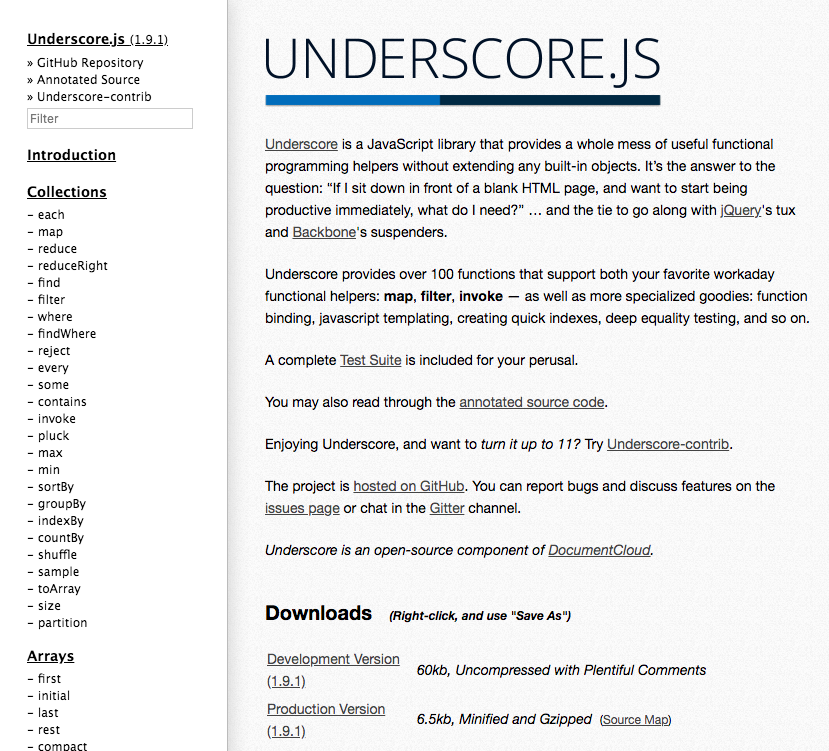 Underscore.js (1.9.1)
» GitHub Repository
» Annotated Source
» Underscore-contrib
Filter
Introduction
Collections
- each
- map
- reduce
- reduceRight
- find
- filter
- where
- findWhere
- reject
- every
- some
- contains
- invoke
- pluck
- max
- min
- sortBy
- groupBy
- indexBy
- countBy
- shuffle
- sample
- toArray
- size
- partition
Arrays
- first
- initial
- last
- rest
- compact
UNDERSCORE.JS
Underscore is a JavaScript library that provides a whole mess of useful functional
programming helpers without extending any built-in objects. It’s the answer to the
question: “If I sit down in front of a blank HTML page, and want to start being
productive immediately, what do I need?” … and the tie to go along with jQuery's tux
and Backbone's suspenders.
Underscore provides over 100 functions that support both your favorite workaday
functional helpers: map, filter, invoke — as well as more specialized goodies: function
binding, javascript templating, creating quick indexes, deep equality testing, and so on.
A complete Test Suite is included for your perusal.
You may also read through the annotated source code.
Enjoying Underscore, and want to turn it up to 11? Try Underscore-contrib.
The project is hosted on GitHub. You can report bugs and discuss features on the
issues page or chat in the Gitter channel.
Underscore is an open-source component of DocumentCloud.
Downloads (Right-click, and use "Save As")
Development Version
(1.9.1)
60kb, Uncompressed with Plentiful Comments
Production Version
(1.9.1)
6.5kb, Minified and Gzipped (Source Map)